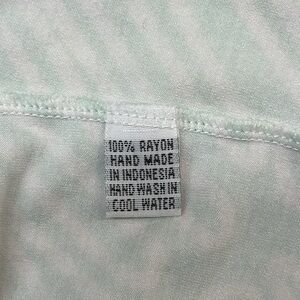 100% RAYON
HAND MADE
IN INDONESIA
HAND WASH IN
COOL WATER